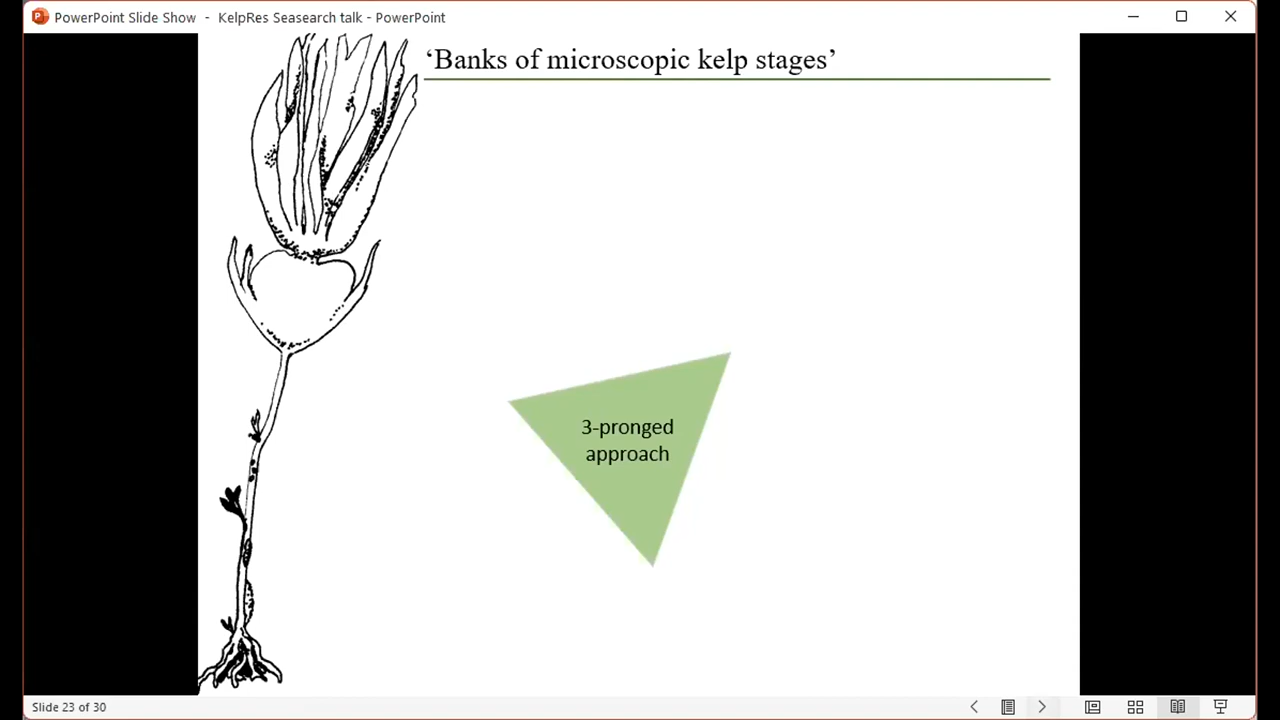 PowerPoint Slide Show - KelpRes Seasearch talk - PowerPoint
‘Banks of microscopic kelp stages’
3-pronged
approach
Slide 23 of 30